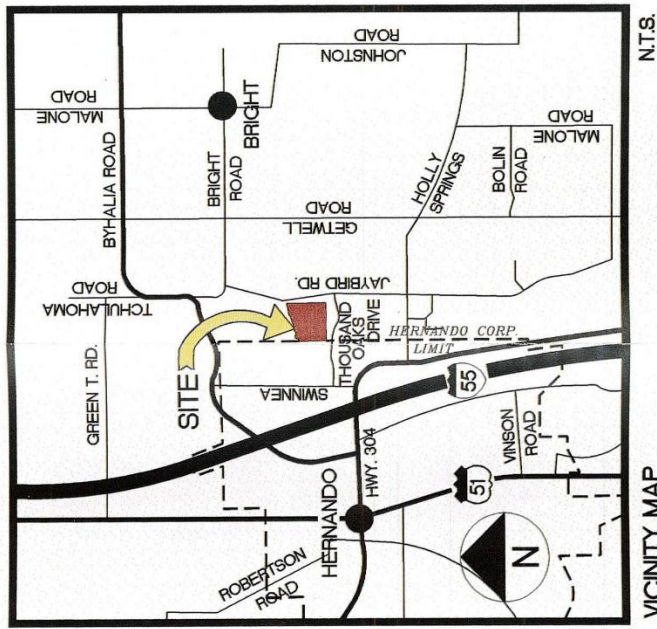 MALONE
ROAD
BYHALIA ROAD
TCHULAHOMA
ROAD
GREEN T. RD.
BRIGHT
ROAD
BRIGHT
JOHNSTON
ROAD
SITE
GETWELL
ROAD
JAYBIRD RD.
THOUSAND
OAKS
DRIVE
SWINNEA
HERNANDO CORP.
LIMIT
HOLLY
SPRINGS
BOLIN
ROAD
MALONE
ROAD
HERNANDO
HWY. 304
55
51
VINSON
ROAD
ROBERTSON
ROAD
N
VICINITY MAP
N.T.S.